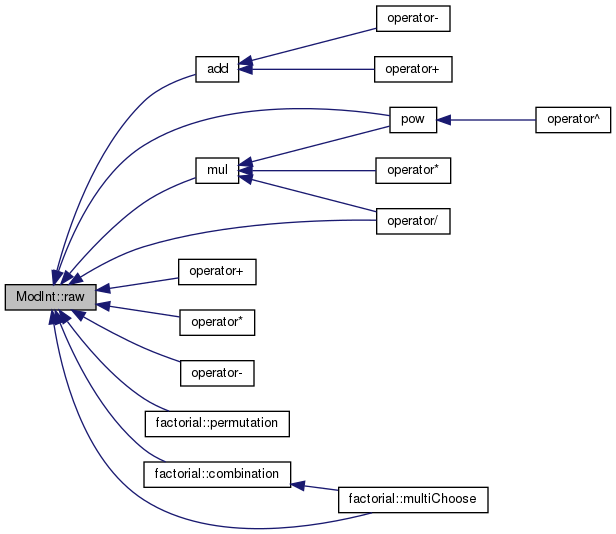 operator-
add
operator+
pow
operator^
mul
operator*
operator/
operator+
ModInt::raw
operator*
operator-
factorial::permutation
factorial::combination
factorial::multiChoose